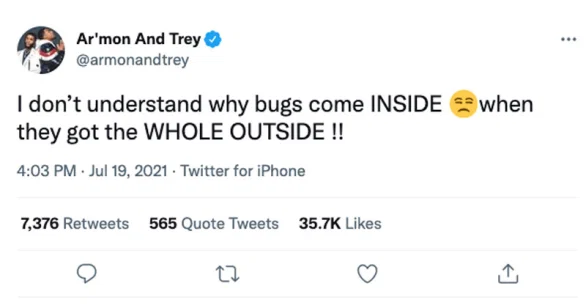 Ar'mon And Trey
@armonandtrey
I don’t understand why bugs come INSIDE 😒when
they got the WHOLE OUTSIDE !!
4:03 PM · Jul 19, 2021 · Twitter for iPhone
7,376 Retweets 565 Quote Tweets 35.7K Likes